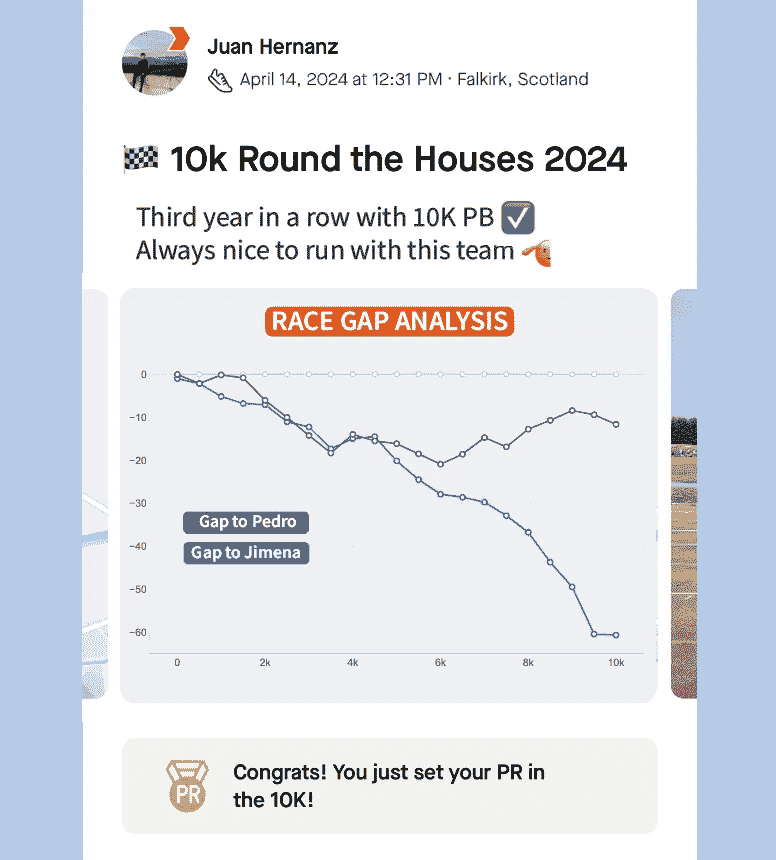 Juan Hernanz
April 14, 2024 at 12:31 PM · Falkirk, Scotland
10k Round the Houses 2024
Third year in a row with 10K PB
Always nice to run with this team
RACE GAP ANALYSIS
0
-10
-20
-30
-40
-50
-60
Gap to Pedro
Gap to Jimena
0 2k 4k 6k 8k 10k
PR
Congrats! You just set your PR in
the 10K!